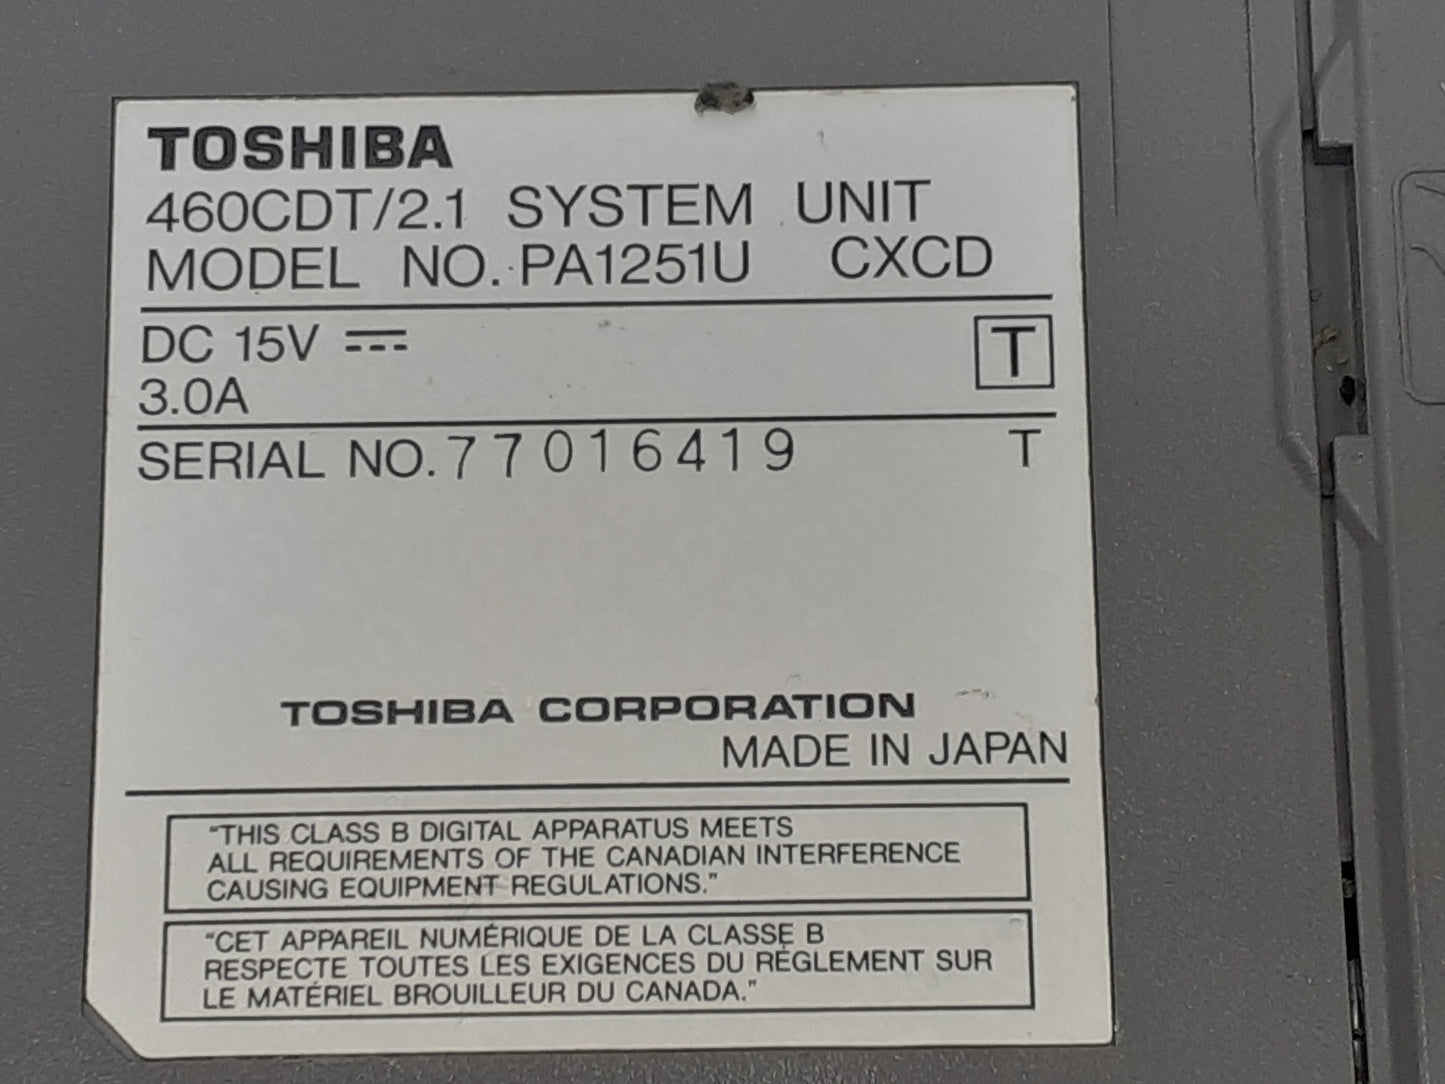 TOSHIBA
460CDT/2.1 SYSTEM UNIT
MODEL NO. PA1251U CXCD
DC 15V ⎓
3.0A
T
SERIAL NO. 77016419 T
TOSHIBA CORPORATION
MADE IN JAPAN
"THIS CLASS B DIGITAL APPARATUS MEETS
ALL REQUIREMENTS OF THE CANADIAN INTERFERENCE
CAUSING EQUIPMENT REGULATIONS."
"CET APPAREIL NUMÉRIQUE DE LA CLASSE B
RESPECTE TOUTES LES EXIGENCES DU RÈGLEMENT SUR
LE MATÉRIEL BROUILLEUR DU CANADA."